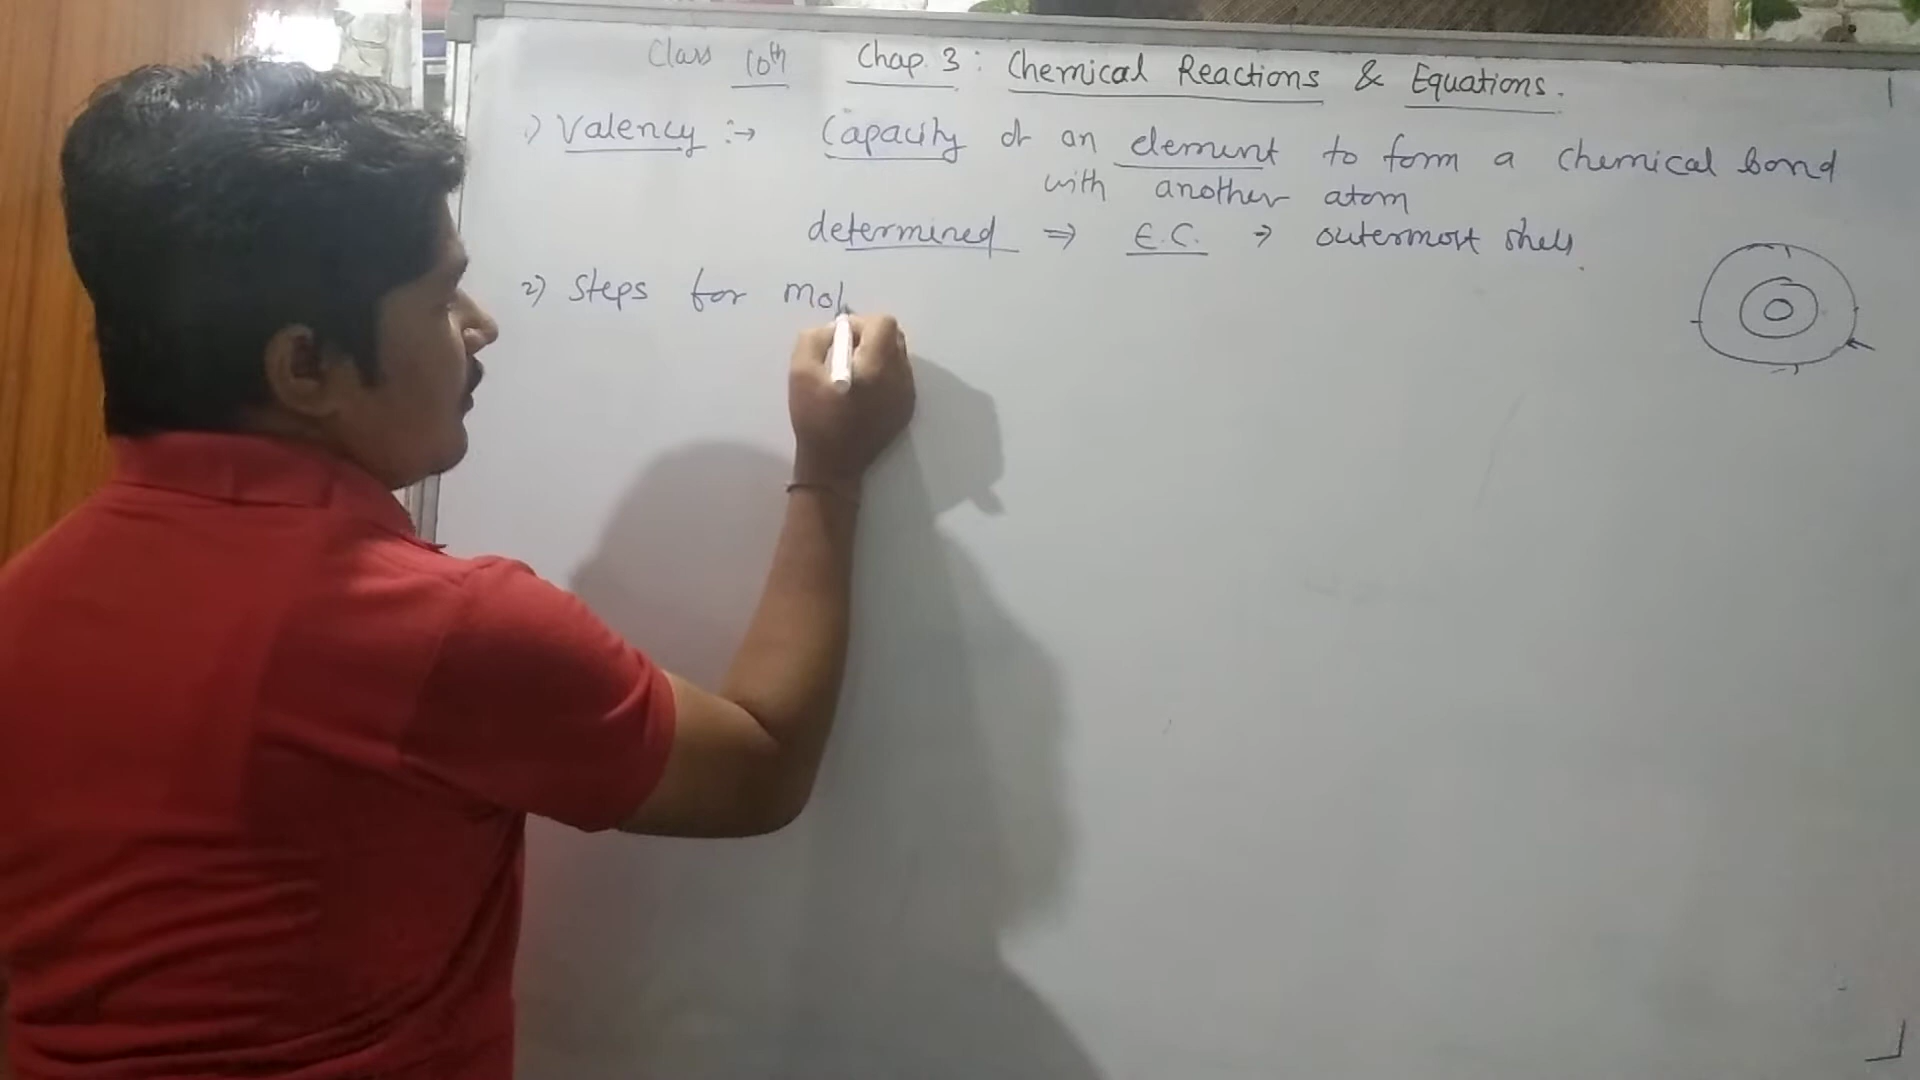 Class 10th Chap. 3 : Chemical Reactions & Equations.
1) Valency :→ Capacity of an element to form a chemical bond
with another atom
determined ⇒ E.C. → outermost shell.
2) Steps for mol